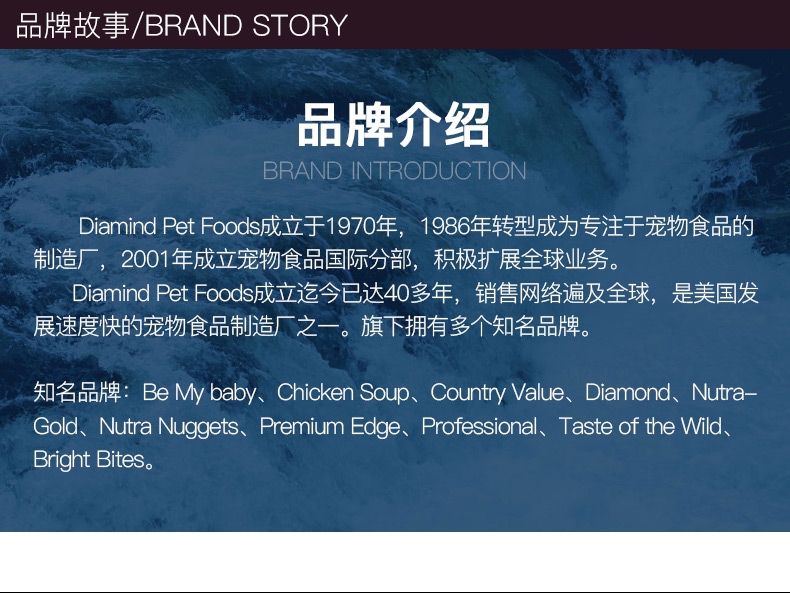 品牌故事/BRAND STORY
品牌介绍
BRAND INTRODUCTION
Diamind Pet Foods成立于1970年，1986年转型成为专注于宠物食品的
制造厂，2001年成立宠物食品国际分部，积极扩展全球业务。
Diamind Pet Foods成立迄今已达40多年，销售网络遍及全球，是美国发
展速度快的宠物食品制造厂之一。旗下拥有多个知名品牌。
知名品牌：Be My baby、Chicken Soup、Country Value、Diamond、Nutra-
Gold、Nutra Nuggets、Premium Edge、Professional、Taste of the Wild、
Bright Bites。